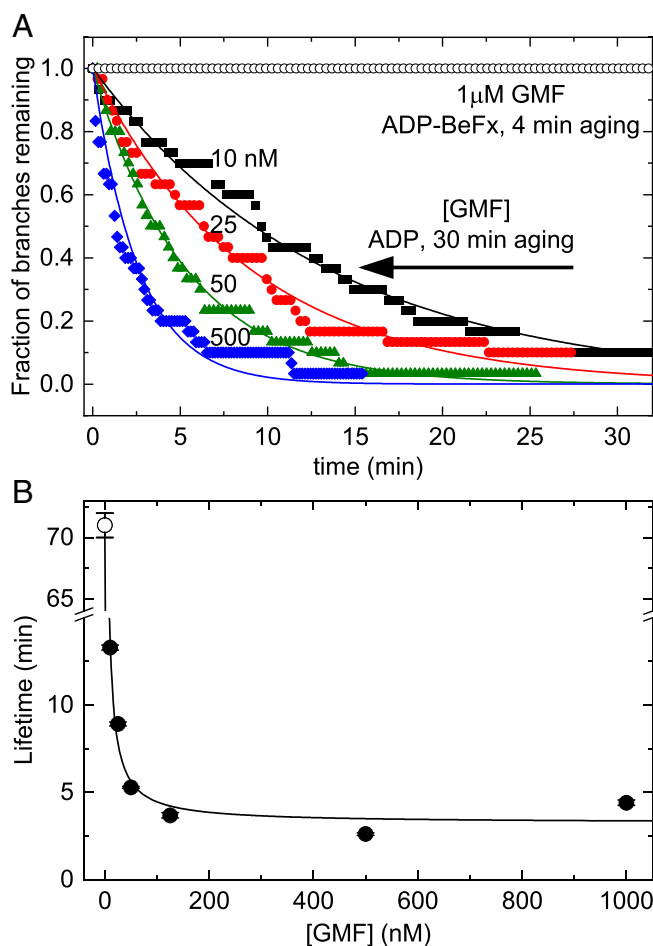 A
1.0
0.8
0.6
0.4
0.2
0.0
Fraction of branches remaining
1μM GMF
ADP-BeFx, 4 min aging
10 nM
25
50
500
[GMF]
ADP, 30 min aging
0 5 10 15 20 25 30
time (min)
B
70
65
10
5
0
Lifetime (min)
0 200 400 600 800 1000
[GMF] (nM)